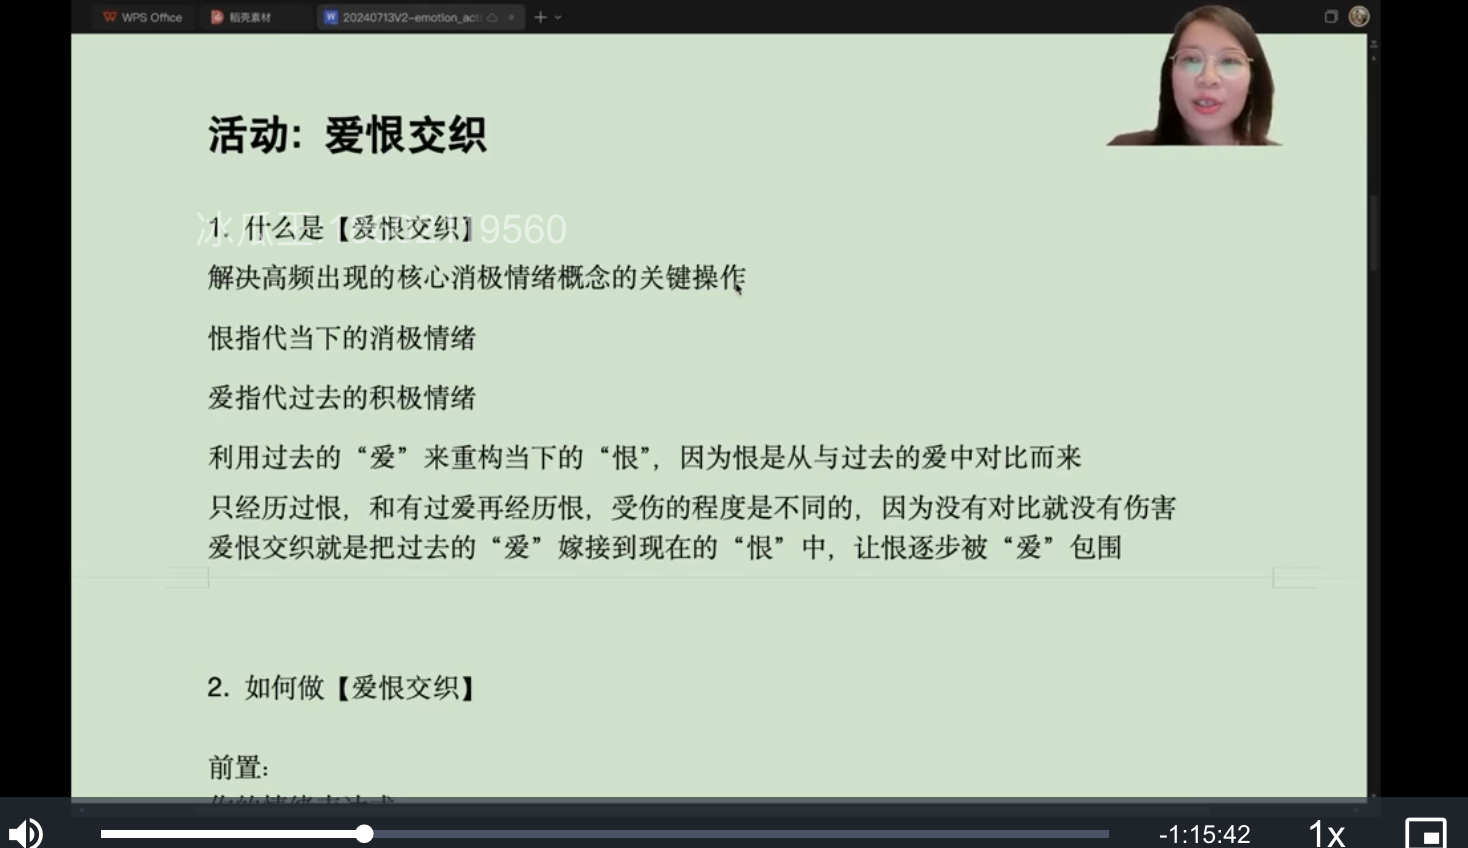 WPS Office
稻壳素材
20240713V2-emotion_act
活动：爱恨交织
1. 什么是【爱恨交织】
9560
解决高频出现的核心消极情绪概念的关键操作
恨指代当下的消极情绪
爱指代过去的积极情绪
利用过去的“爱”来重构当下的“恨”，因为恨是从与过去的爱中对比而来
只经历过恨，和有过爱再经历恨，受伤的程度是不同的，因为没有对比就没有伤害
爱恨交织就是把过去的“爱”嫁接到现在的“恨”中，让恨逐步被“爱”包围
2. 如何做【爱恨交织】
前置：
-1:15:42
1x